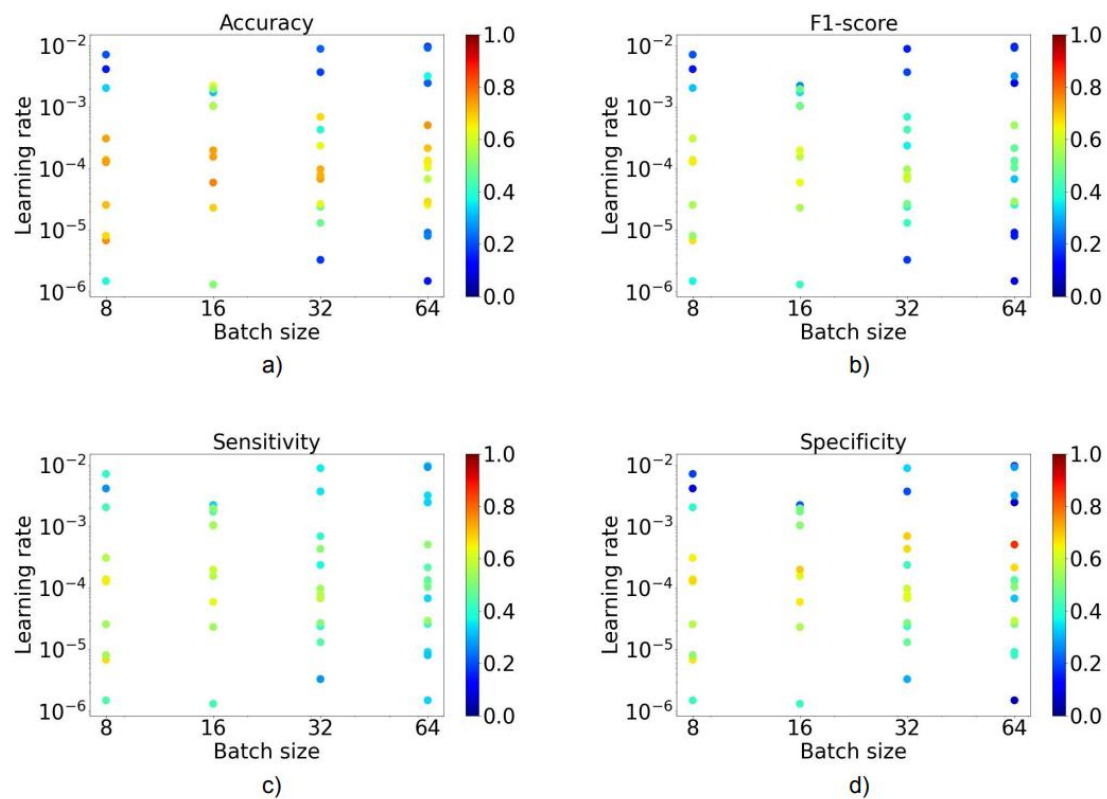 Accuracy
Learning rate
10^-2
10^-3
10^-4
10^-5
10^-6
8 16 32 64
Batch size
1.0
0.8
0.6
0.4
0.2
0.0
a)
F1-score
Learning rate
10^-2
10^-3
10^-4
10^-5
10^-6
8 16 32 64
Batch size
1.0
0.8
0.6
0.4
0.2
0.0
b)
Sensitivity
Learning rate
10^-2
10^-3
10^-4
10^-5
10^-6
8 16 32 64
Batch size
1.0
0.8
0.6
0.4
0.2
0.0
c)
Specificity
Learning rate
10^-2
10^-3
10^-4
10^-5
10^-6
8 16 32 64
Batch size
1.0
0.8
0.6
0.4
0.2
0.0
d)